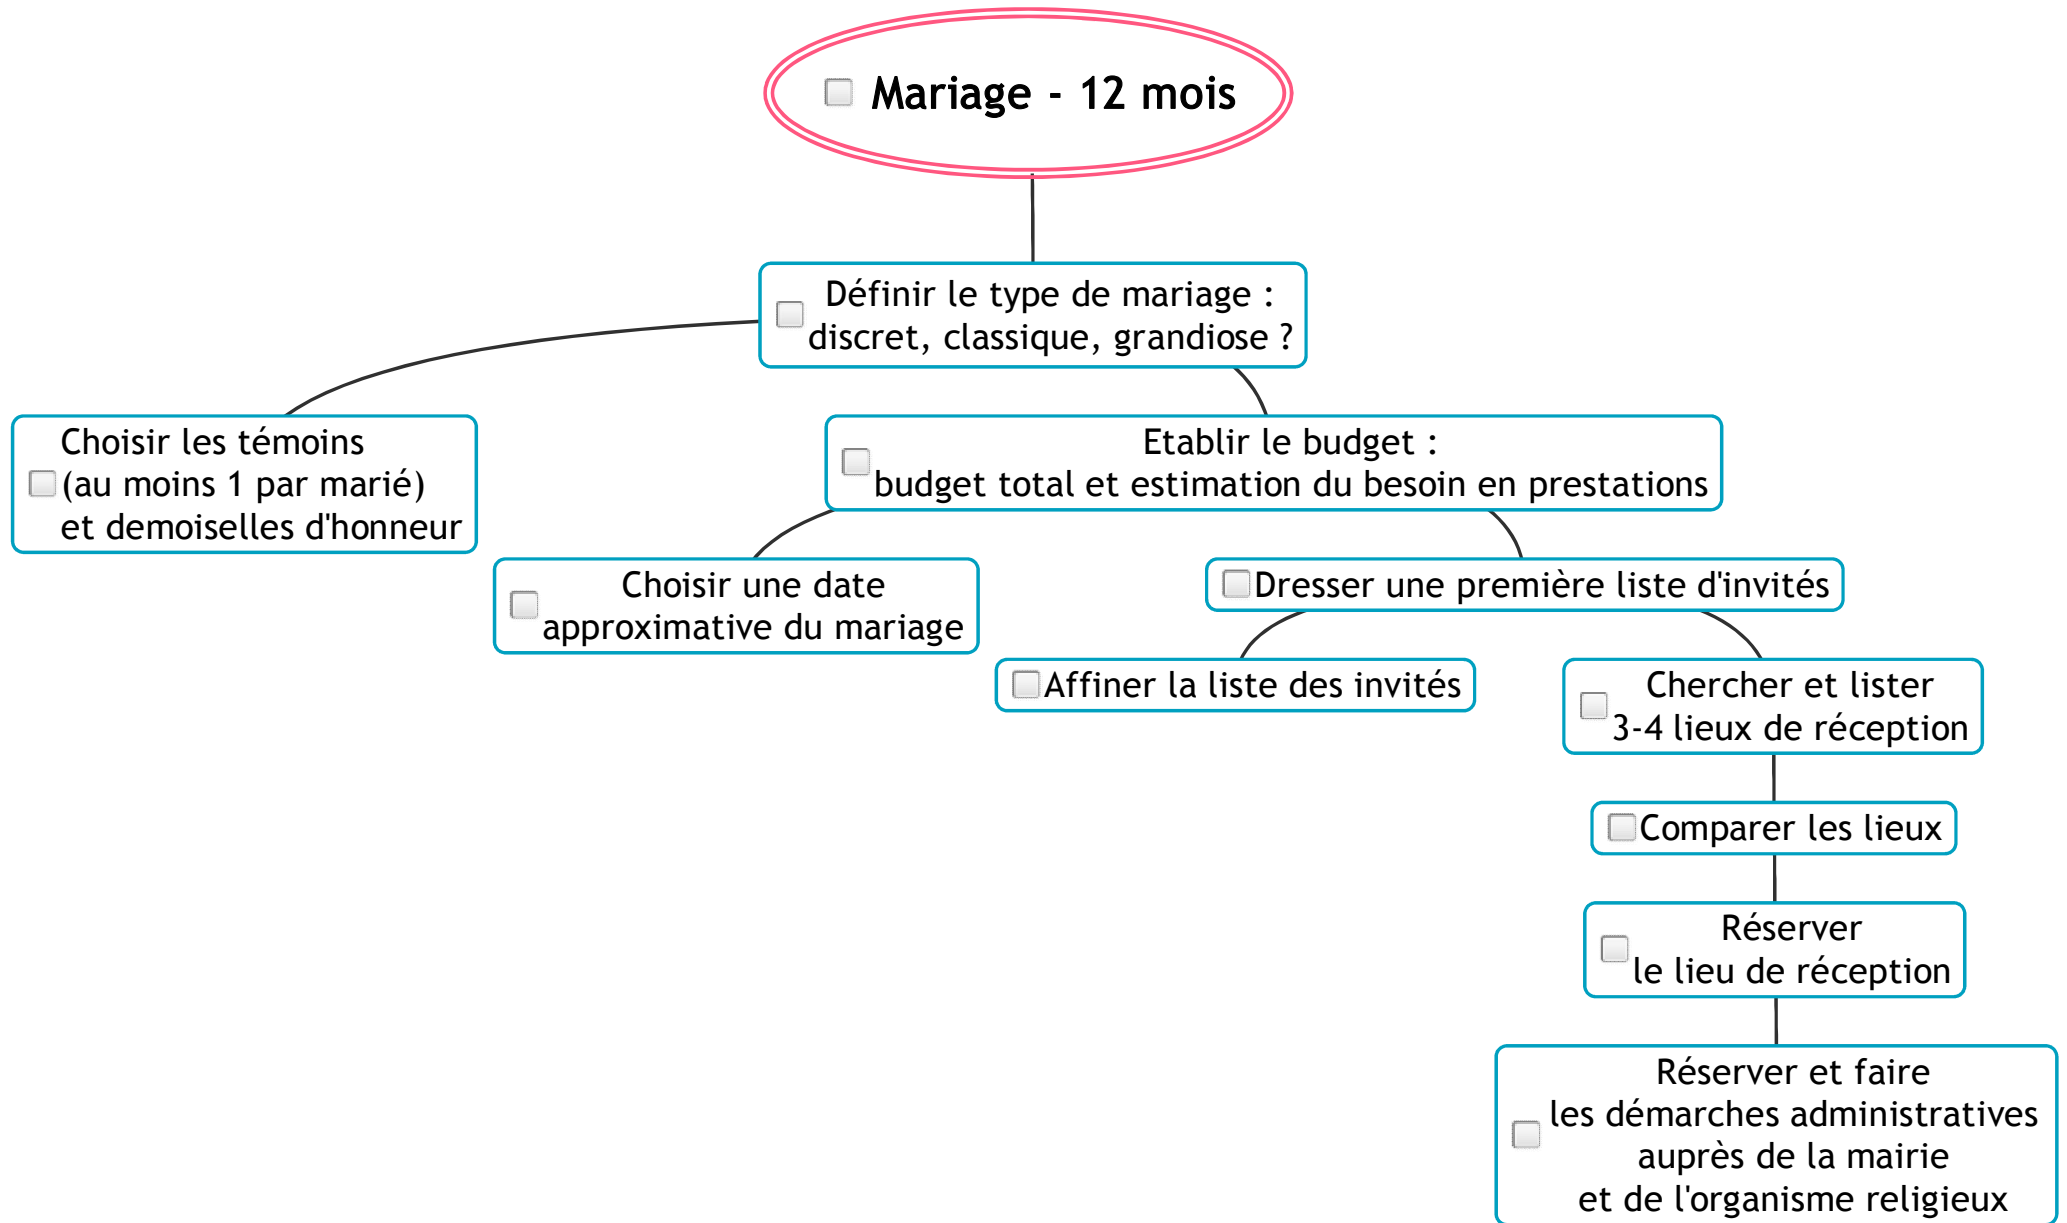 Mariage - 12 mois
Définir le type de mariage :
discret, classique, grandiose ?
Choisir les témoins
(au moins 1 par marié)
et demoiselles d'honneur
Etablir le budget :
budget total et estimation du besoin en prestations
Choisir une date
approximative du mariage
Dresser une première liste d'invités
Affiner la liste des invités
Chercher et lister
3-4 lieux de réception
Comparer les lieux
Réserver
le lieu de réception
Réserver et faire
les démarches administratives
auprès de la mairie
et de l'organisme religieux